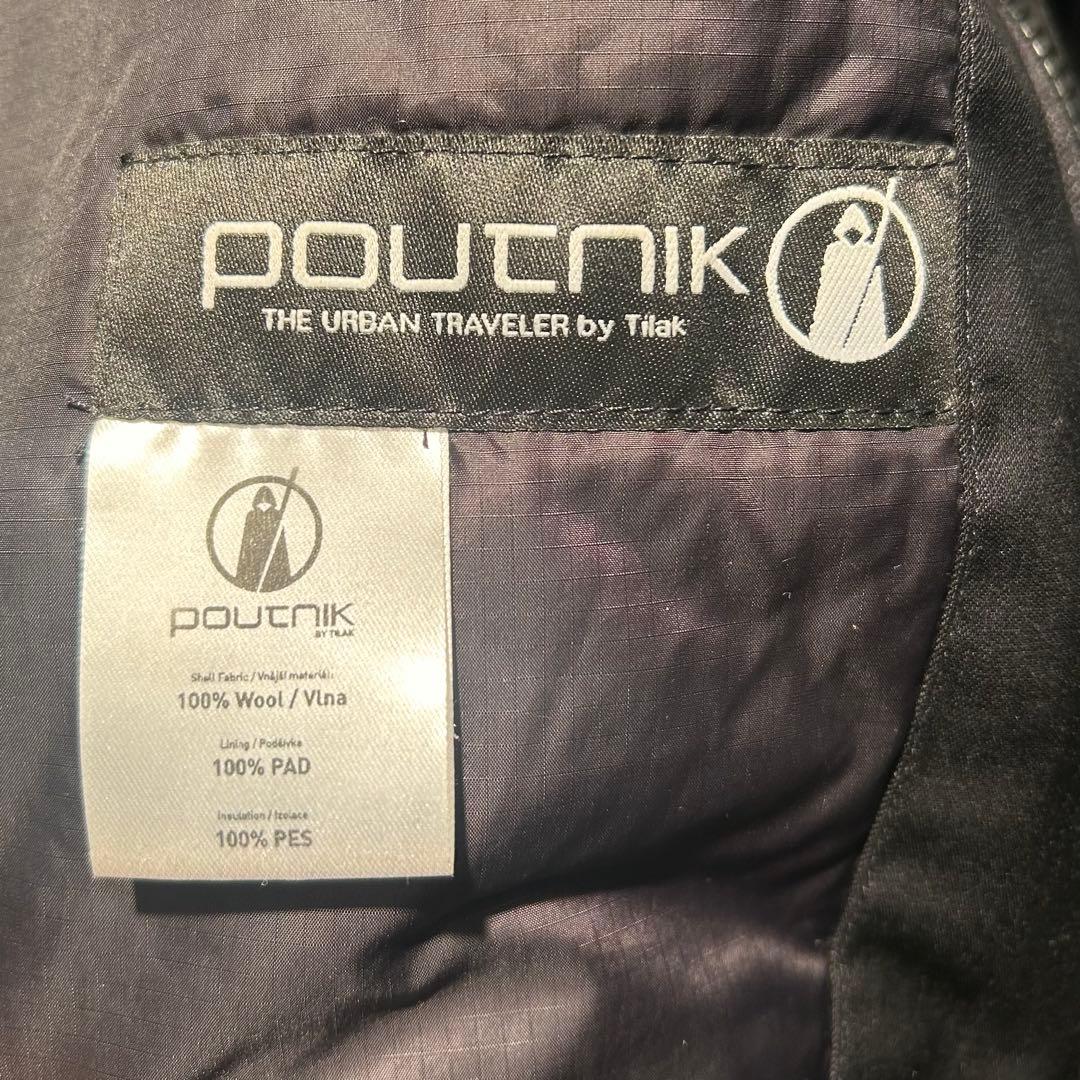 POUTNIK
THE URBAN TRAVELER by Tilak
POUTNIK
BY TILAK
Shell Fabric / Vnější materiál:
100% Wool / Vlna
Lining / Podšívka
100% PAD
Insulation / Izolace
100% PES